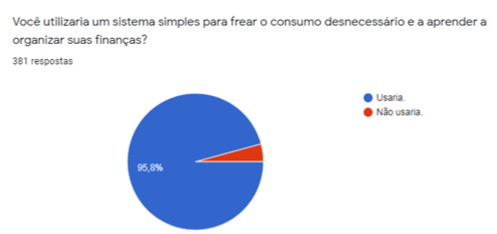 Você utilizaria um sistema simples para frear o consumo desnecessário e a aprender a
organizar suas finanças?
381 respostas
Usaria.
Não usaria.
95,8%